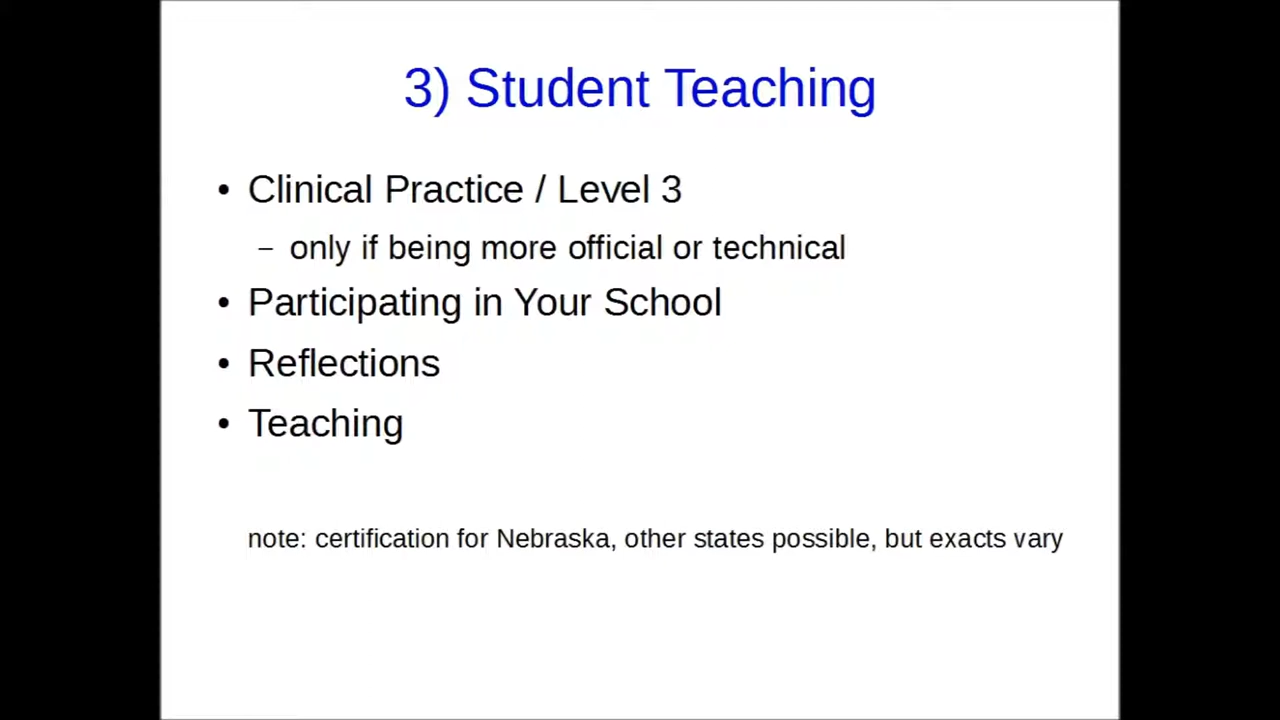 3) Student Teaching
• Clinical Practice / Level 3
– only if being more official or technical
• Participating in Your School
• Reflections
• Teaching
note: certification for Nebraska, other states possible, but exacts vary